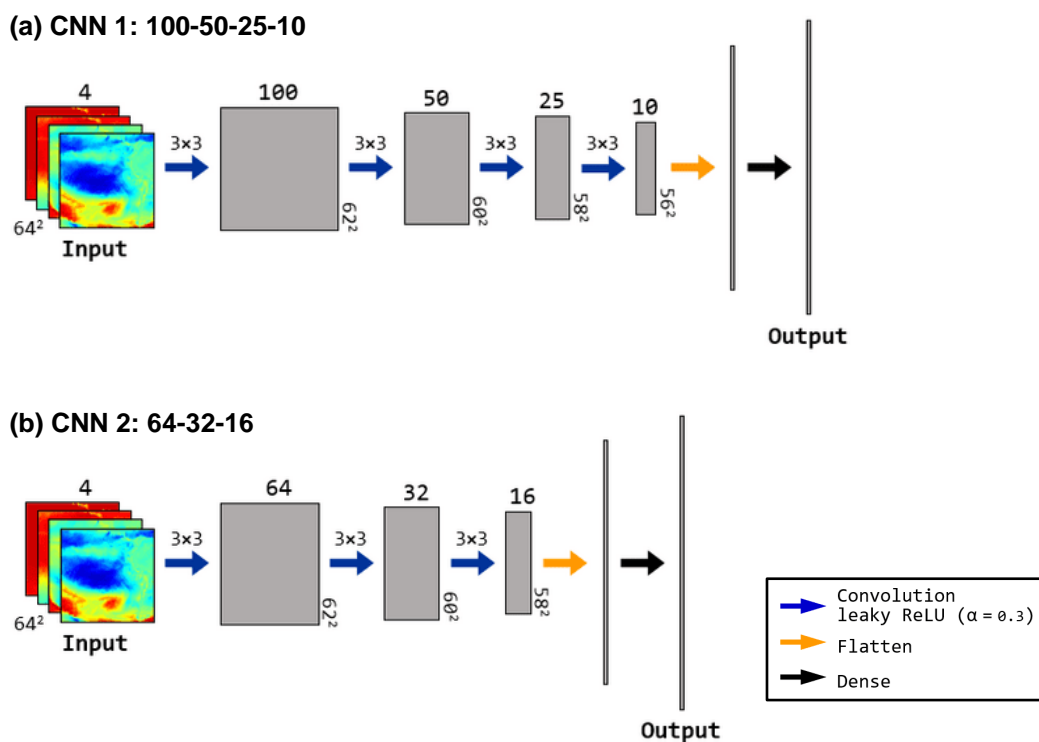 (a) CNN 1: 100-50-25-10
4
100
50
25
10
3×3
3×3
3×3
3×3
64²
62²
60²
58²
56²
Input
Output
(b) CNN 2: 64-32-16
4
64
32
16
3×3
3×3
3×3
64²
62²
60²
58²
Input
Output
Convolution
leaky ReLU (α = 0.3)
Flatten
Dense